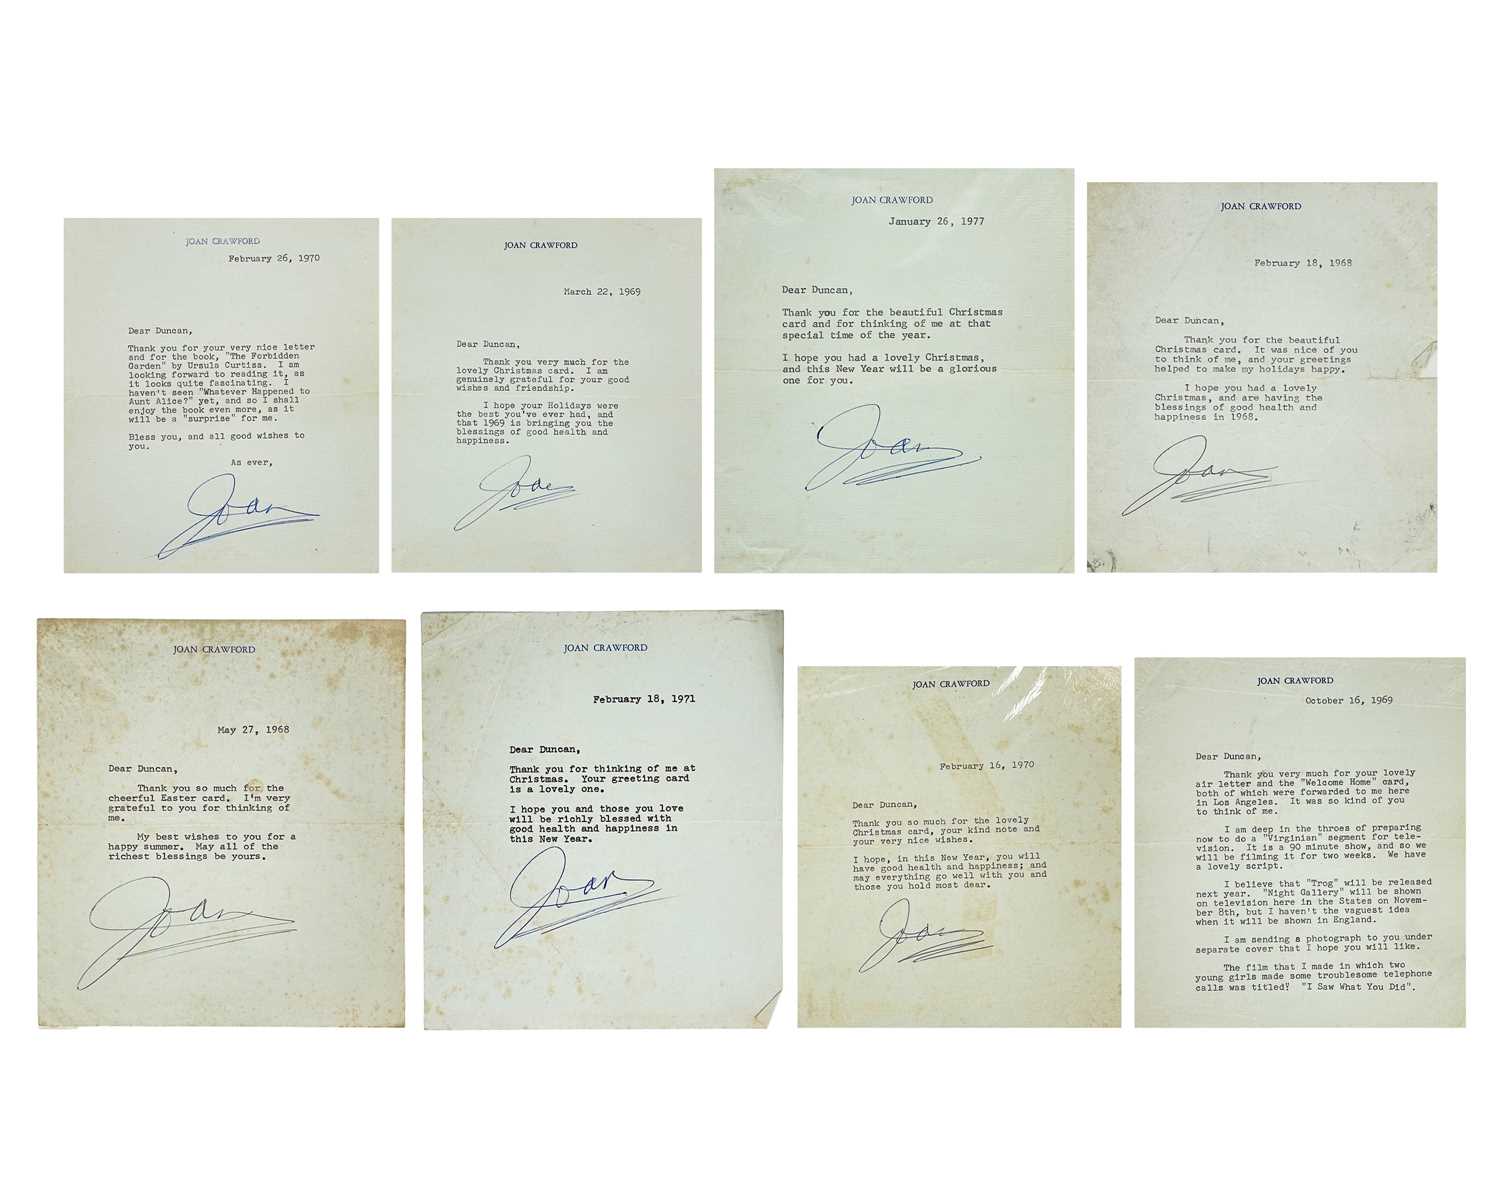 JOAN CRAWFORD
February 26, 1970
Dear Duncan,
Thank you for your very nice letter
and for the book, "The Forbidden
Garden" by Ursula Curtiss. I am
looking forward to reading it, as
it looks quite fascinating. I
haven't seen "Whatever Happened to
Aunt Alice?" yet, and so I shall
enjoy the book even more, as it
will be a "surprise" for me.
Bless you, and all good wishes to
you.
As ever,
Joan
JOAN CRAWFORD
March 22, 1969
Dear Duncan,
Thank you very much for the
lovely Christmas card. I am
genuinely grateful for your good
wishes and friendship.
I hope your Holidays were
the best you've ever had, and
that 1969 is bringing you the
blessings of good health and
happiness.
Joan
JOAN CRAWFORD
January 26, 1977
Dear Duncan,
Thank you for the beautiful Christmas
card and for thinking of me at that
special time of the year.
I hope you had a lovely Christmas,
and this New Year will be a glorious
one for you.
Joan
JOAN CRAWFORD
February 18, 1968
Dear Duncan,
Thank you for the beautiful
Christmas card. It was nice of you
to think of me, and your greetings
helped to make my holidays happy.
I hope you had a lovely
Christmas, and are having the
blessings of good health and
happiness in 1968.
Joan
JOAN CRAWFORD
May 27, 1968
Dear Duncan,
Thank you so much for the
cheerful Easter card. I'm very
grateful to you for thinking of
me.
My best wishes to you for a
happy summer. May all of the
richest blessings be yours.
Joan
JOAN CRAWFORD
February 18, 1971
Dear Duncan,
Thank you for thinking of me at
Christmas. Your greeting card
is a lovely one.
I hope you and those you love
will be richly blessed with
good health and happiness in
this New Year.
Joan
JOAN CRAWFORD
February 16, 1970
Dear Duncan,
Thank you so much for the lovely
Christmas card, your kind note and
your very nice wishes.
I hope, in this New Year, you will
have good health and happiness; and
may everything go well with you and
those you hold most dear.
Joan
JOAN CRAWFORD
October 16, 1969
Dear Duncan,
Thank you very much for your lovely
air letter and the "Welcome Home" card,
both of which were forwarded to me here
in Los Angeles. It was so kind of you
to think of me.
I am deep in the throes of preparing
now to do a "Virginian" segment for tele-
vision. It is a 90 minute show, and so we
will be filming it for two weeks. We have
a lovely script.
I believe that "Trog" will be released
next year. "Night Gallery" will be shown
on television here in the States on Novem-
ber 8th, but I haven't the vaguest idea
when it will be shown in England.
I am sending a photograph to you under
separate cover that I hope you will like.
The film that I made in which two
young girls made some troublesome telephone
calls was titled: "I Saw What You Did".